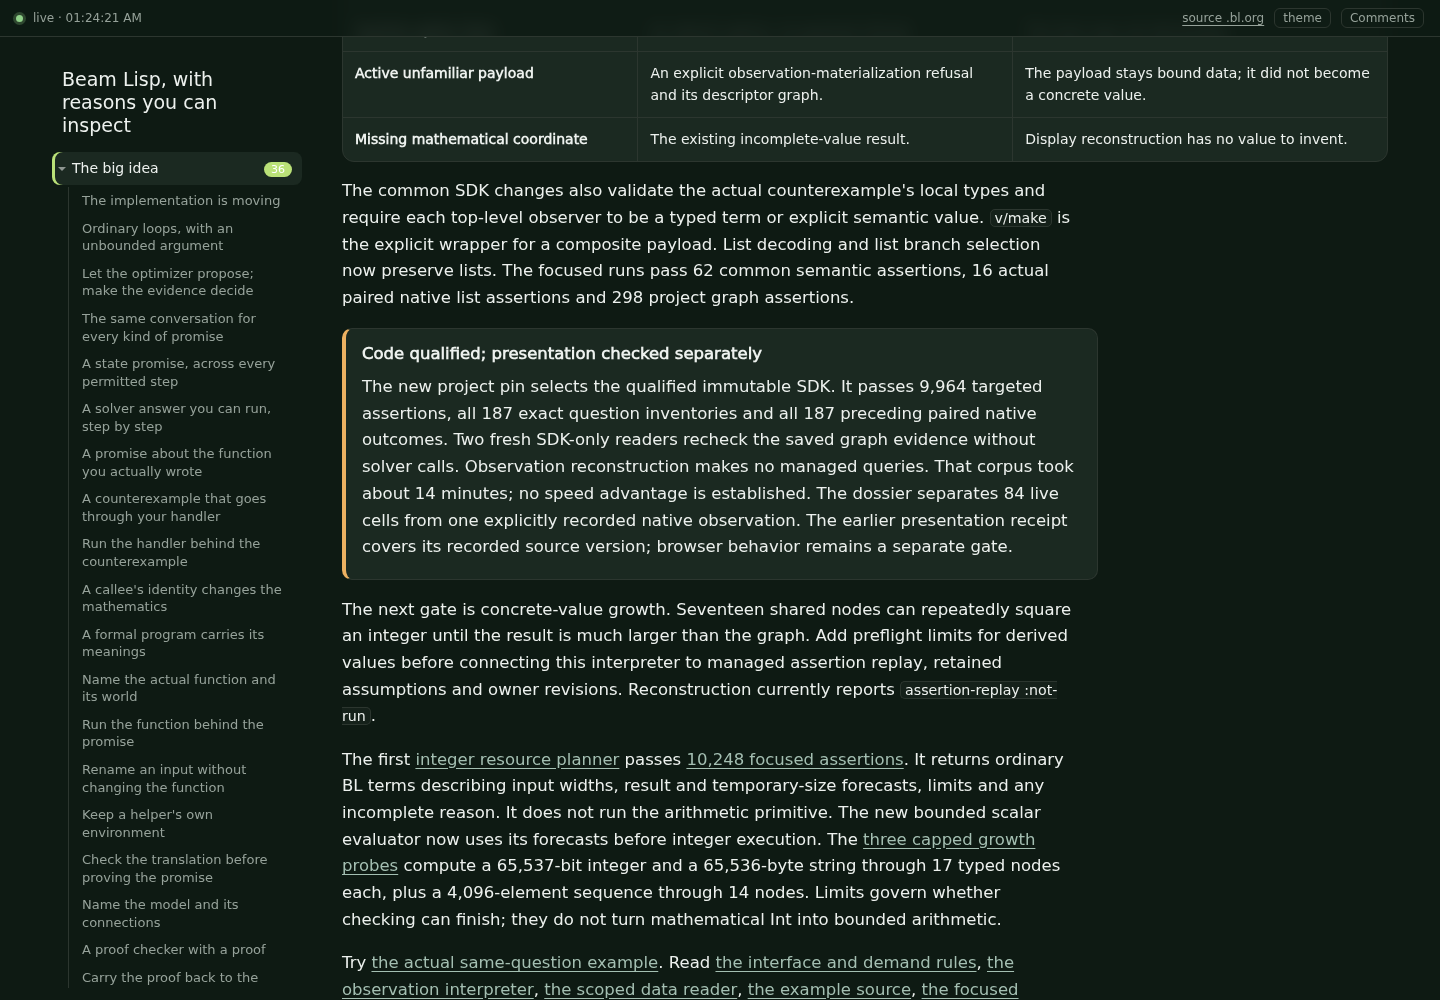 live · 01:24:21 AM
source .bl.org
theme
Comments
Beam Lisp, with
reasons you can
inspect
The big idea
36
The implementation is moving
Ordinary loops, with an
unbounded argument
Let the optimizer propose;
make the evidence decide
The same conversation for
every kind of promise
A state promise, across every
permitted step
A solver answer you can run,
step by step
A promise about the function
you actually wrote
A counterexample that goes
through your handler
Run the handler behind the
counterexample
A callee's identity changes the
mathematics
A formal program carries its
meanings
Name the actual function and
its world
Run the function behind the
promise
Rename an input without
changing the function
Keep a helper's own
environment
Check the translation before
proving the promise
Name the model and its
connections
A proof checker with a proof
Carry the proof back to the
Active unfamiliar payload
An explicit observation-materialization refusal
and its descriptor graph.
The payload stays bound data; it did not become
a concrete value.
Missing mathematical coordinate
The existing incomplete-value result.
Display reconstruction has no value to invent.
The common SDK changes also validate the actual counterexample's local types and
require each top-level observer to be a typed term or explicit semantic value. v/make is
the explicit wrapper for a composite payload. List decoding and list branch selection
now preserve lists. The focused runs pass 62 common semantic assertions, 16 actual
paired native list assertions and 298 project graph assertions.
Code qualified; presentation checked separately
The new project pin selects the qualified immutable SDK. It passes 9,964 targeted
assertions, all 187 exact question inventories and all 187 preceding paired native
outcomes. Two fresh SDK-only readers recheck the saved graph evidence without
solver calls. Observation reconstruction makes no managed queries. That corpus took
about 14 minutes; no speed advantage is established. The dossier separates 84 live
cells from one explicitly recorded native observation. The earlier presentation receipt
covers its recorded source version; browser behavior remains a separate gate.
The next gate is concrete-value growth. Seventeen shared nodes can repeatedly square
an integer until the result is much larger than the graph. Add preflight limits for derived
values before connecting this interpreter to managed assertion replay, retained
assumptions and owner revisions. Reconstruction currently reports assertion-replay :not-
run.
The first integer resource planner passes 10,248 focused assertions. It returns ordinary
BL terms describing input widths, result and temporary-size forecasts, limits and any
incomplete reason. It does not run the arithmetic primitive. The new bounded scalar
evaluator now uses its forecasts before integer execution. The three capped growth
probes compute a 65,537-bit integer and a 65,536-byte string through 17 typed nodes
each, plus a 4,096-element sequence through 14 nodes. Limits govern whether
checking can finish; they do not turn mathematical Int into bounded arithmetic.
Try the actual same-question example. Read the interface and demand rules, the
observation interpreter, the scoped data reader, the example source, the focused